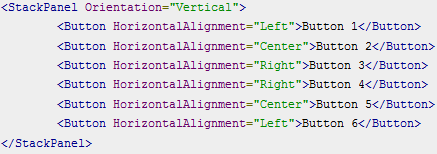 <StackPanel Orientation="Vertical">
        <Button HorizontalAlignment="Left">Button 1</Button>
        <Button HorizontalAlignment="Center">Button 2</Button>
        <Button HorizontalAlignment="Right">Button 3</Button>
        <Button HorizontalAlignment="Right">Button 4</Button>
        <Button HorizontalAlignment="Center">Button 5</Button>
        <Button HorizontalAlignment="Left">Button 6</Button>
</StackPanel>